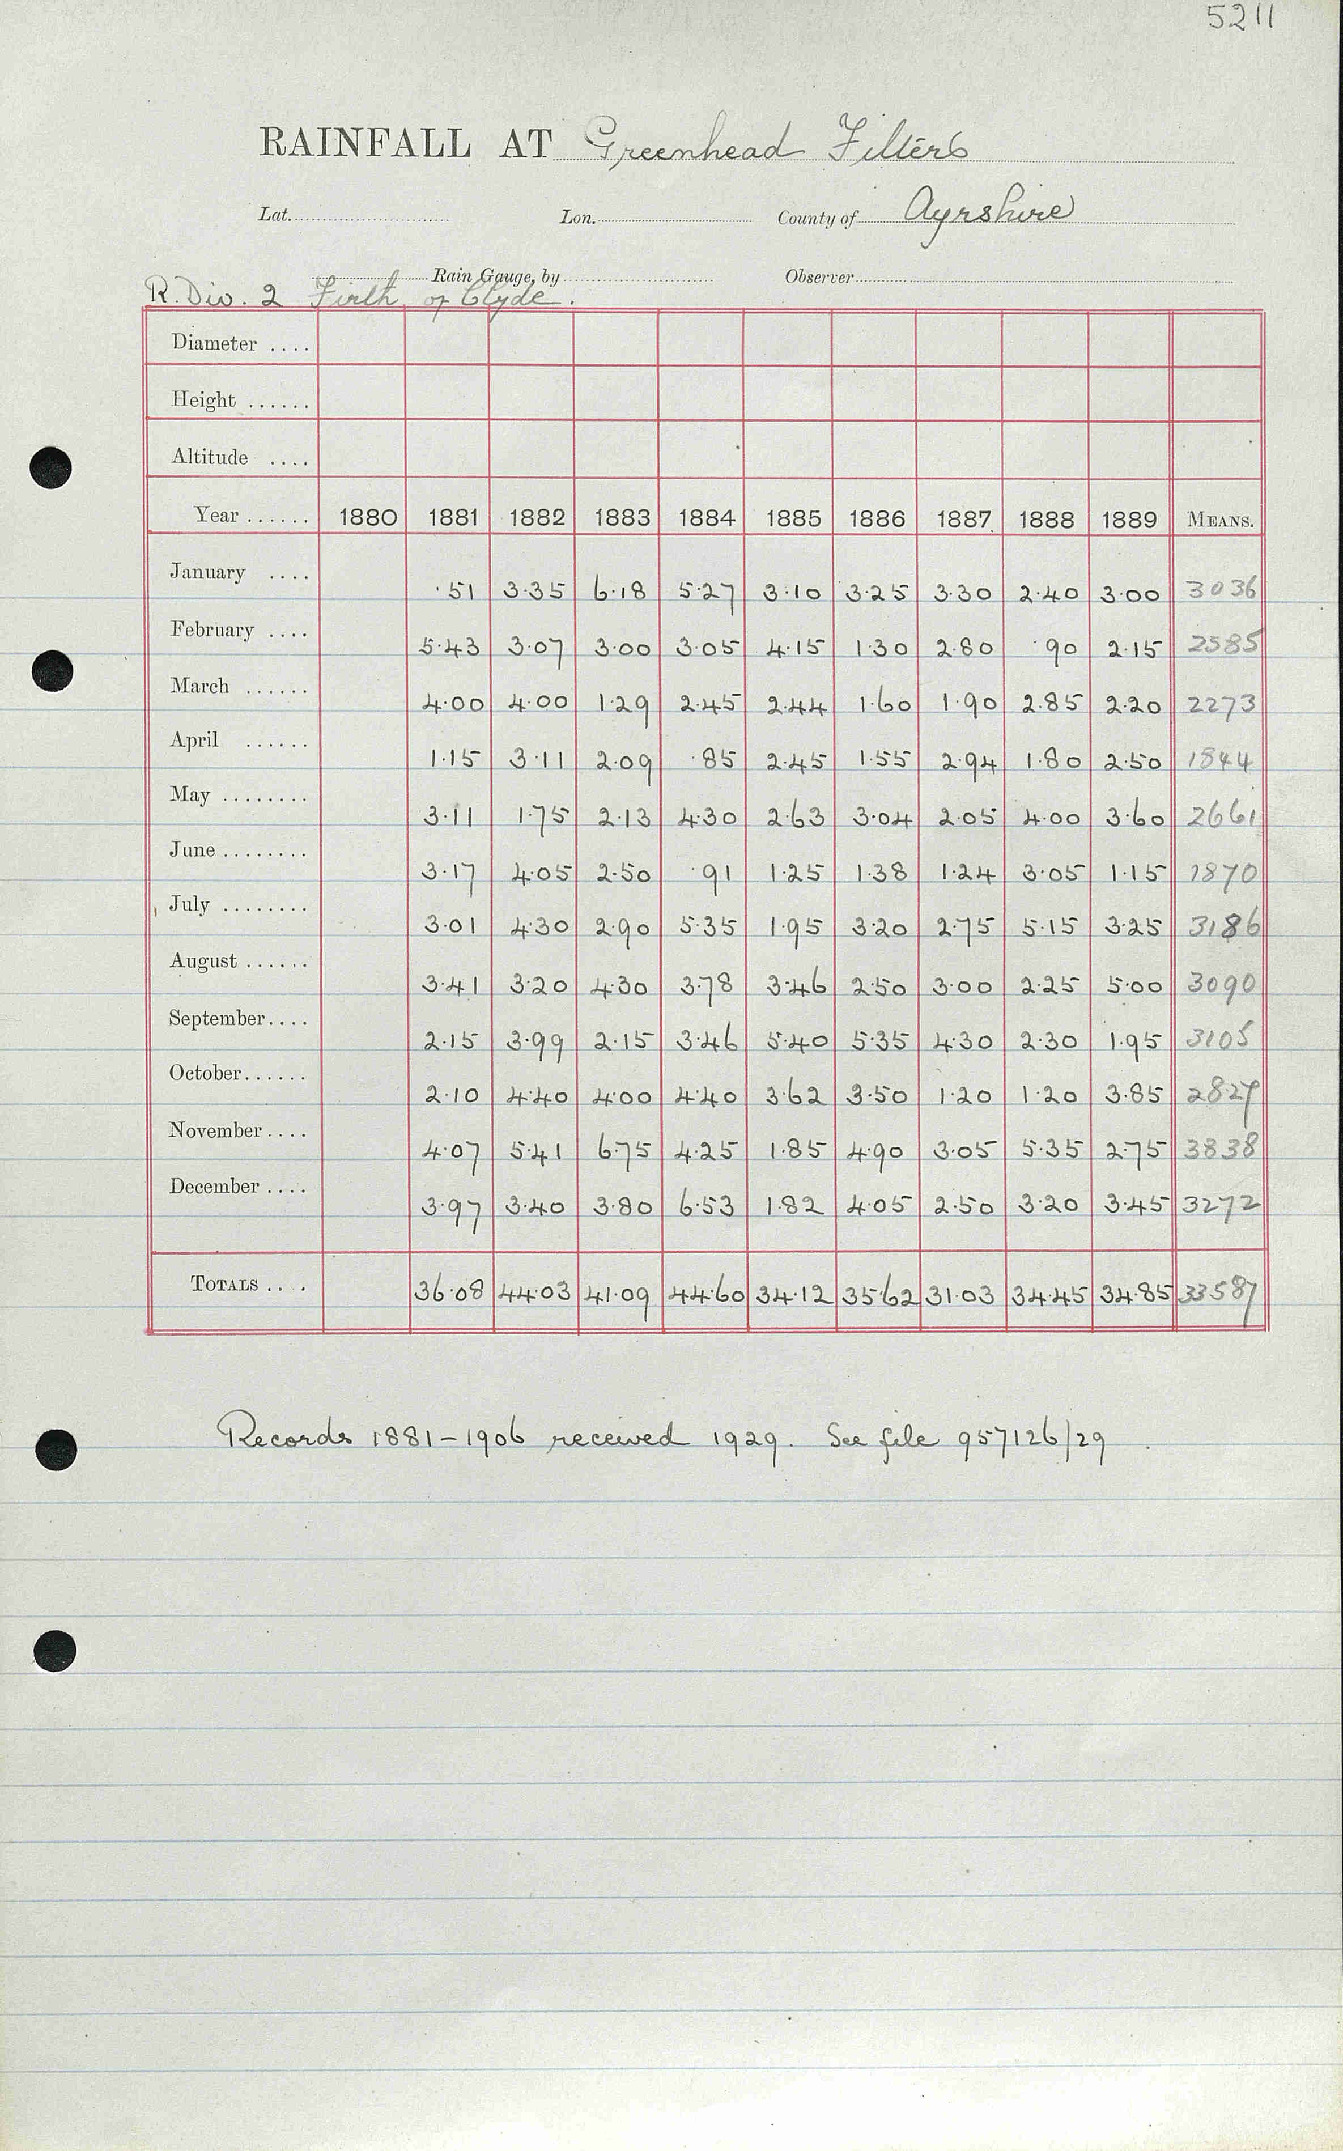 5211
RAINFALL AT Greenhead Filters
Lat. Lon. County of Ayrshire
Rain Gauge, by Observer
R. Div. 2 Firth of Clyde.
Diameter ....
Height ......
Altitude ....
Year ...... 1880 1881 1882 1883 1884 1885 1886 1887 1888 1889 MEANS.
January .... ·51 3·35 6·18 5·27 3·10 3·25 3·30 2·40 3·00 3036
February .... 5·43 3·07 3·00 3·05 4·15 1·30 2·80 ·90 2·15 2585
March ...... 4·00 4·00 1·29 2·45 2·44 1·60 1·90 2·85 2·20 2273
April ...... 1·15 3·11 2·09 ·85 2·45 1·55 2·94 1·80 2·50 1844
May ........ 3·11 1·75 2·13 4·30 2·63 3·04 2·05 4·00 3·60 2661
June ........ 3·17 4·05 2·50 ·91 1·25 1·38 1·24 3·05 1·15 1870
July ........ 3·01 4·30 2·90 5·35 1·95 3·20 2·75 5·15 3·25 3186
August ...... 3·41 3·20 4·30 3·78 3·46 2·50 3·00 2·25 5·00 3090
September.... 2·15 3·99 2·15 3·46 5·40 5·35 4·30 2·30 1·95 3105
October...... 2·10 4·40 4·00 4·40 3·62 3·50 1·20 1·20 3·85 2827
November .... 4·07 5·41 6·75 4·25 1·85 4·90 3·05 5·35 2·75 3838
December .... 3·97 3·40 3·80 6·53 1·82 4·05 2·50 3·20 3·45 3272
TOTALS .... 36·08 44·03 41·09 44·60 34·12 35·62 31·03 34·45 34·85 33587
Records 1881-1906 received 1929. See file 957126/29